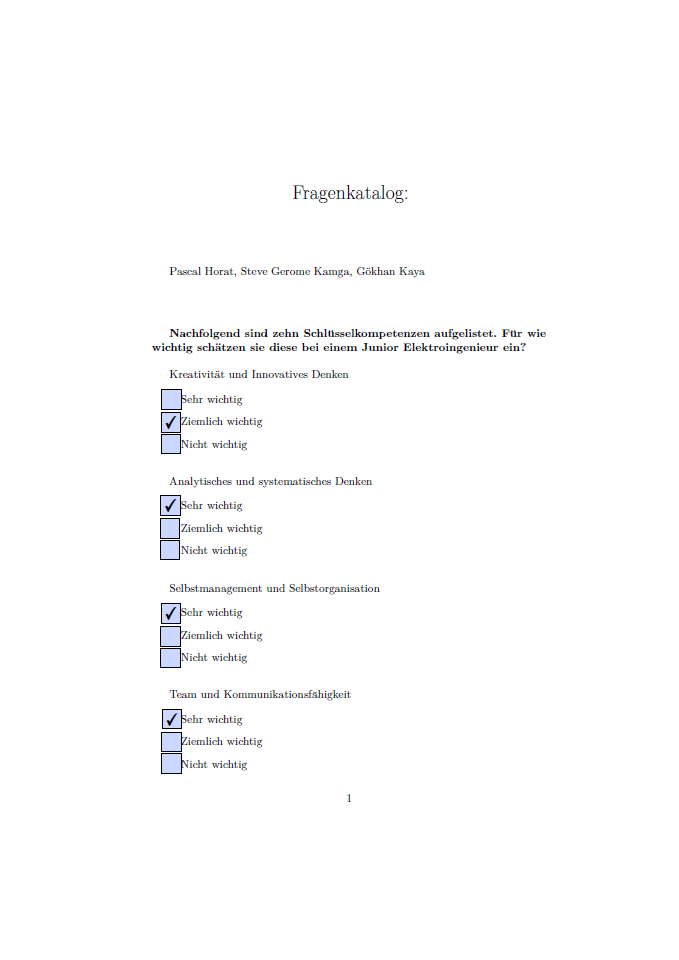 Fragenkatalog:
Pascal Horat, Steve Gerome Kamga, Gökhan Kaya
Nachfolgend sind zehn Schlüsselkompetenzen aufgelistet. Für wie
wichtig schätzen sie diese bei einem Junior Elektroingenieur ein?
Kreativität und Innovatives Denken
Sehr wichtig
✓ Ziemlich wichtig
Nicht wichtig
Analytisches und systematisches Denken
✓ Sehr wichtig
Ziemlich wichtig
Nicht wichtig
Selbstmanagement und Selbstorganisation
✓ Sehr wichtig
Ziemlich wichtig
Nicht wichtig
Team und Kommunikationsfähigkeit
✓ Sehr wichtig
Ziemlich wichtig
Nicht wichtig
1